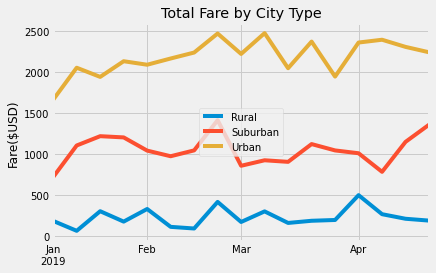 Total Fare by City Type
Fare($USD)
2500
2000
1500
1000
500
0
Rural
Suburban
Urban
Jan
2019
Feb
Mar
Apr